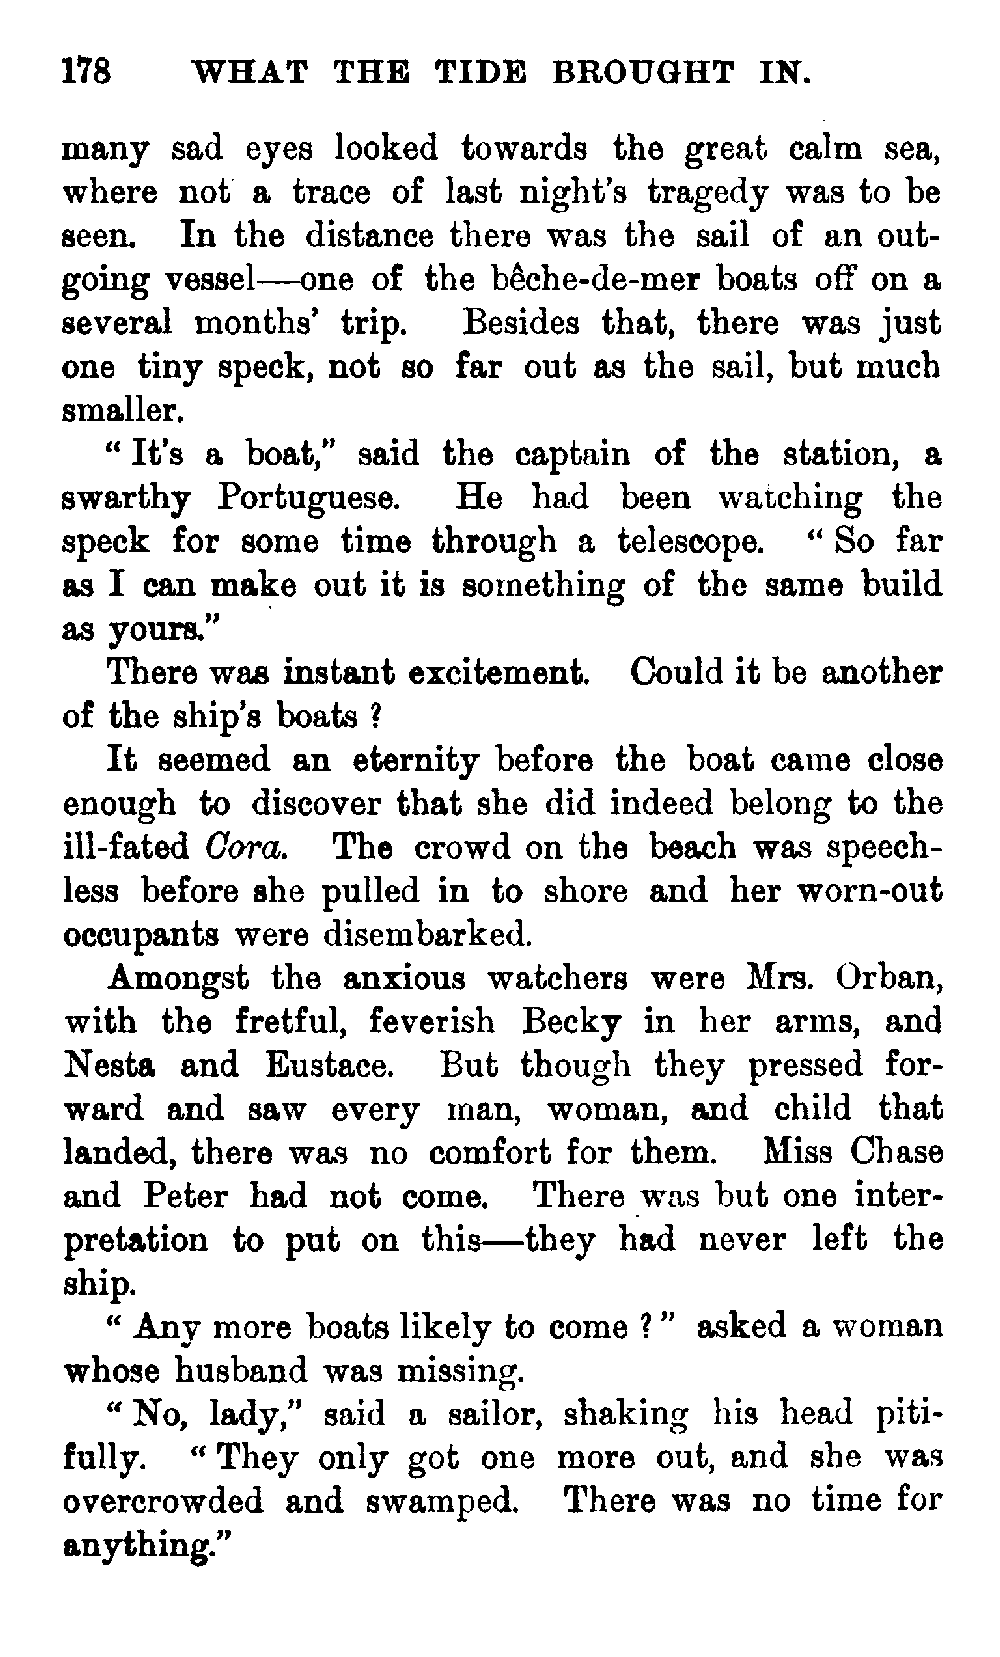 178 WHAT THE TIDE BROUGHT IN.
many sad eyes looked towards the great calm sea,
where not a trace of last night's tragedy was to be
seen. In the distance there was the sail of an out-
going vessel—one of the bêche-de-mer boats off on a
several months' trip. Besides that, there was just
one tiny speck, not so far out as the sail, but much
smaller.
“ It's a boat,” said the captain of the station, a
swarthy Portuguese. He had been watching the
speck for some time through a telescope. “ So far
as I can make out it is something of the same build
as yours.”
There was instant excitement. Could it be another
of the ship's boats ?
It seemed an eternity before the boat came close
enough to discover that she did indeed belong to the
ill-fated Cora. The crowd on the beach was speech-
less before she pulled in to shore and her worn-out
occupants were disembarked.
Amongst the anxious watchers were Mrs. Orban,
with the fretful, feverish Becky in her arms, and
Nesta and Eustace. But though they pressed for-
ward and saw every man, woman, and child that
landed, there was no comfort for them. Miss Chase
and Peter had not come. There was but one inter-
pretation to put on this—they had never left the
ship.
“ Any more boats likely to come ? ” asked a woman
whose husband was missing.
“ No, lady,” said a sailor, shaking his head piti-
fully. “ They only got one more out, and she was
overcrowded and swamped. There was no time for
anything.”